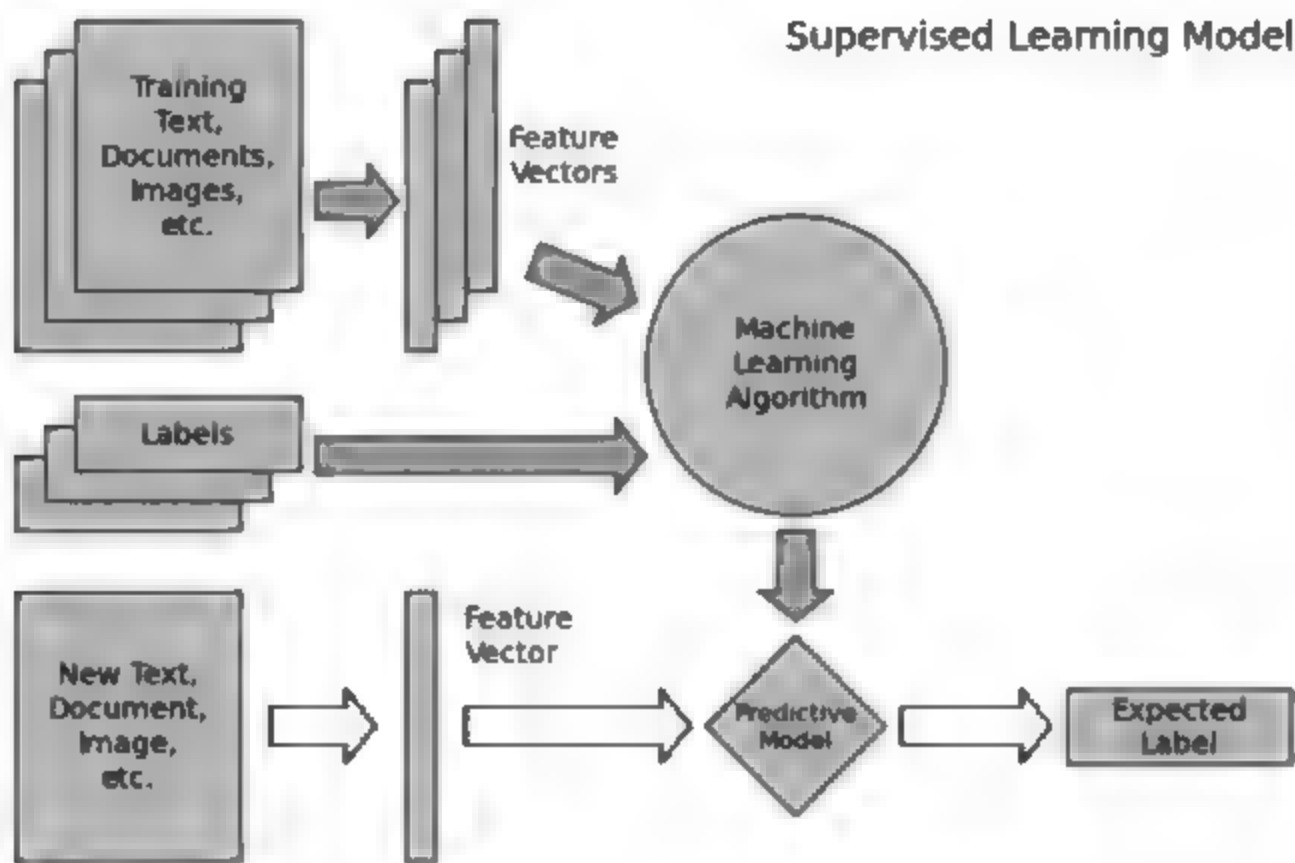 Supervised Learning Model
Training
Text,
Documents,
Images,
etc.
Feature
Vectors
Machine
Learning
Algorithm
Labels
New Text,
Document,
Image,
etc.
Feature
Vector
Predictive
Model
Expected
Label